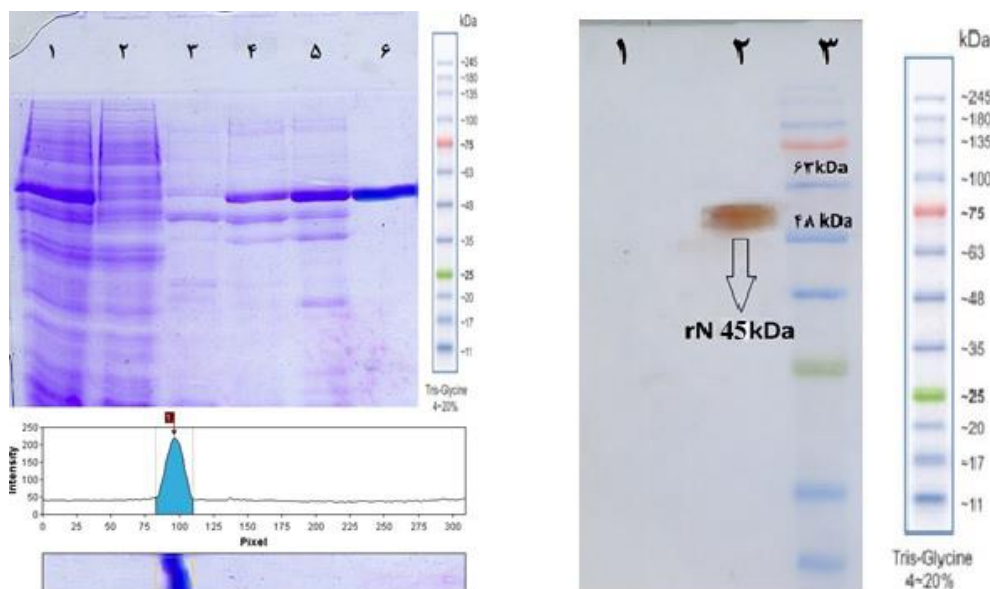 kDa
۱ ۲ ۳ ۴ ۵ ۶
~245
~180
~135
~100
~75
~63
~48
~35
~25
~20
~17
~11
Tris-Glycine
4~20%
1
Intensity
250
200
150
100
50
0
0 25 50 75 100 125 150 175 200 225 250 275 300
Pixel
۱ ۲ ۳
۶۳kDa
۴۸ kDa
rN 45kDa
kDa
~245
~180
~135
~100
~75
~63
~48
~35
~25
~20
~17
~11
Tris-Glycine
4~20%